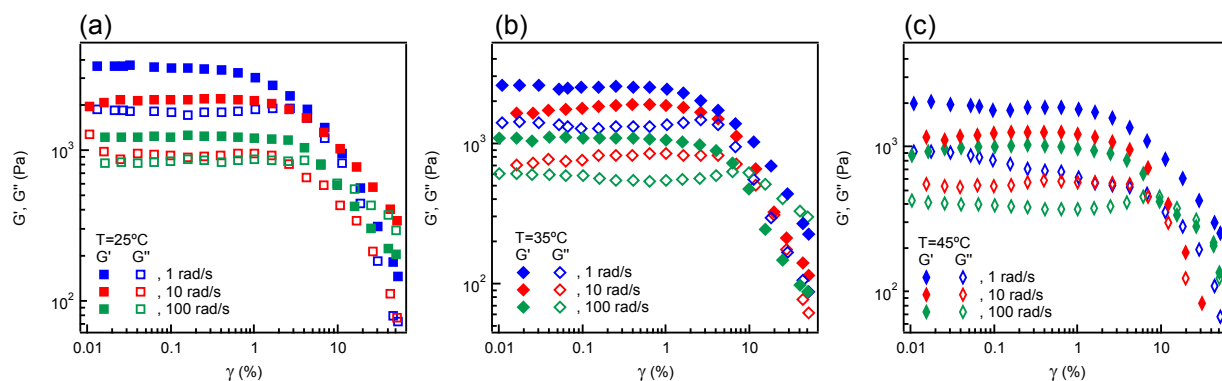 (a)
G', G'' (Pa)
10³
10²
T=25ºC
G' G''
, 1 rad/s
, 10 rad/s
, 100 rad/s
0.01 0.1 1 10
γ (%)
(b)
G', G'' (Pa)
10³
10²
T=35ºC
G' G''
, 1 rad/s
, 10 rad/s
, 100 rad/s
0.01 0.1 1 10
γ (%)
(c)
G', G'' (Pa)
10³
10²
T=45ºC
G' G''
, 1 rad/s
, 10 rad/s
, 100 rad/s
0.01 0.1 1 10
γ (%)